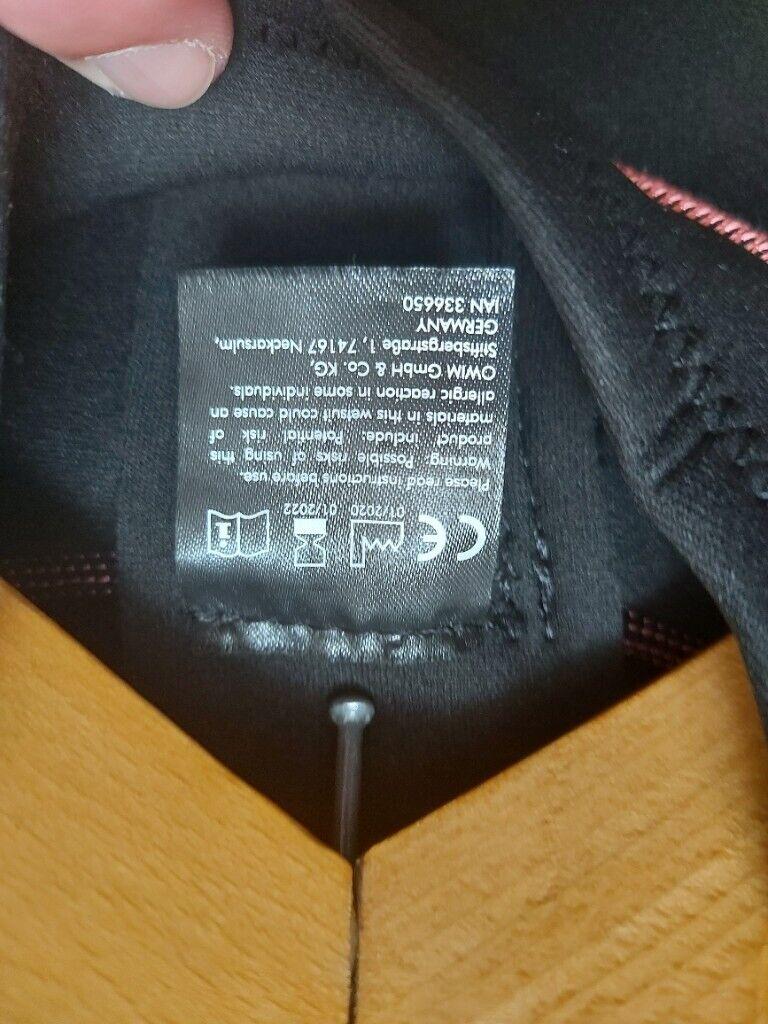 CE 01/2020 01/2022 i
Please read instructions before use.
Warning: Possible risks of using this
product include: Potential risk of
materials in this wetsuit could cause an
allergic reaction in some individuals.
OWIM GmbH & Co. KG,
Stiftsbergstraße 1, 74167 Neckarsulm,
GERMANY
IAN 336650